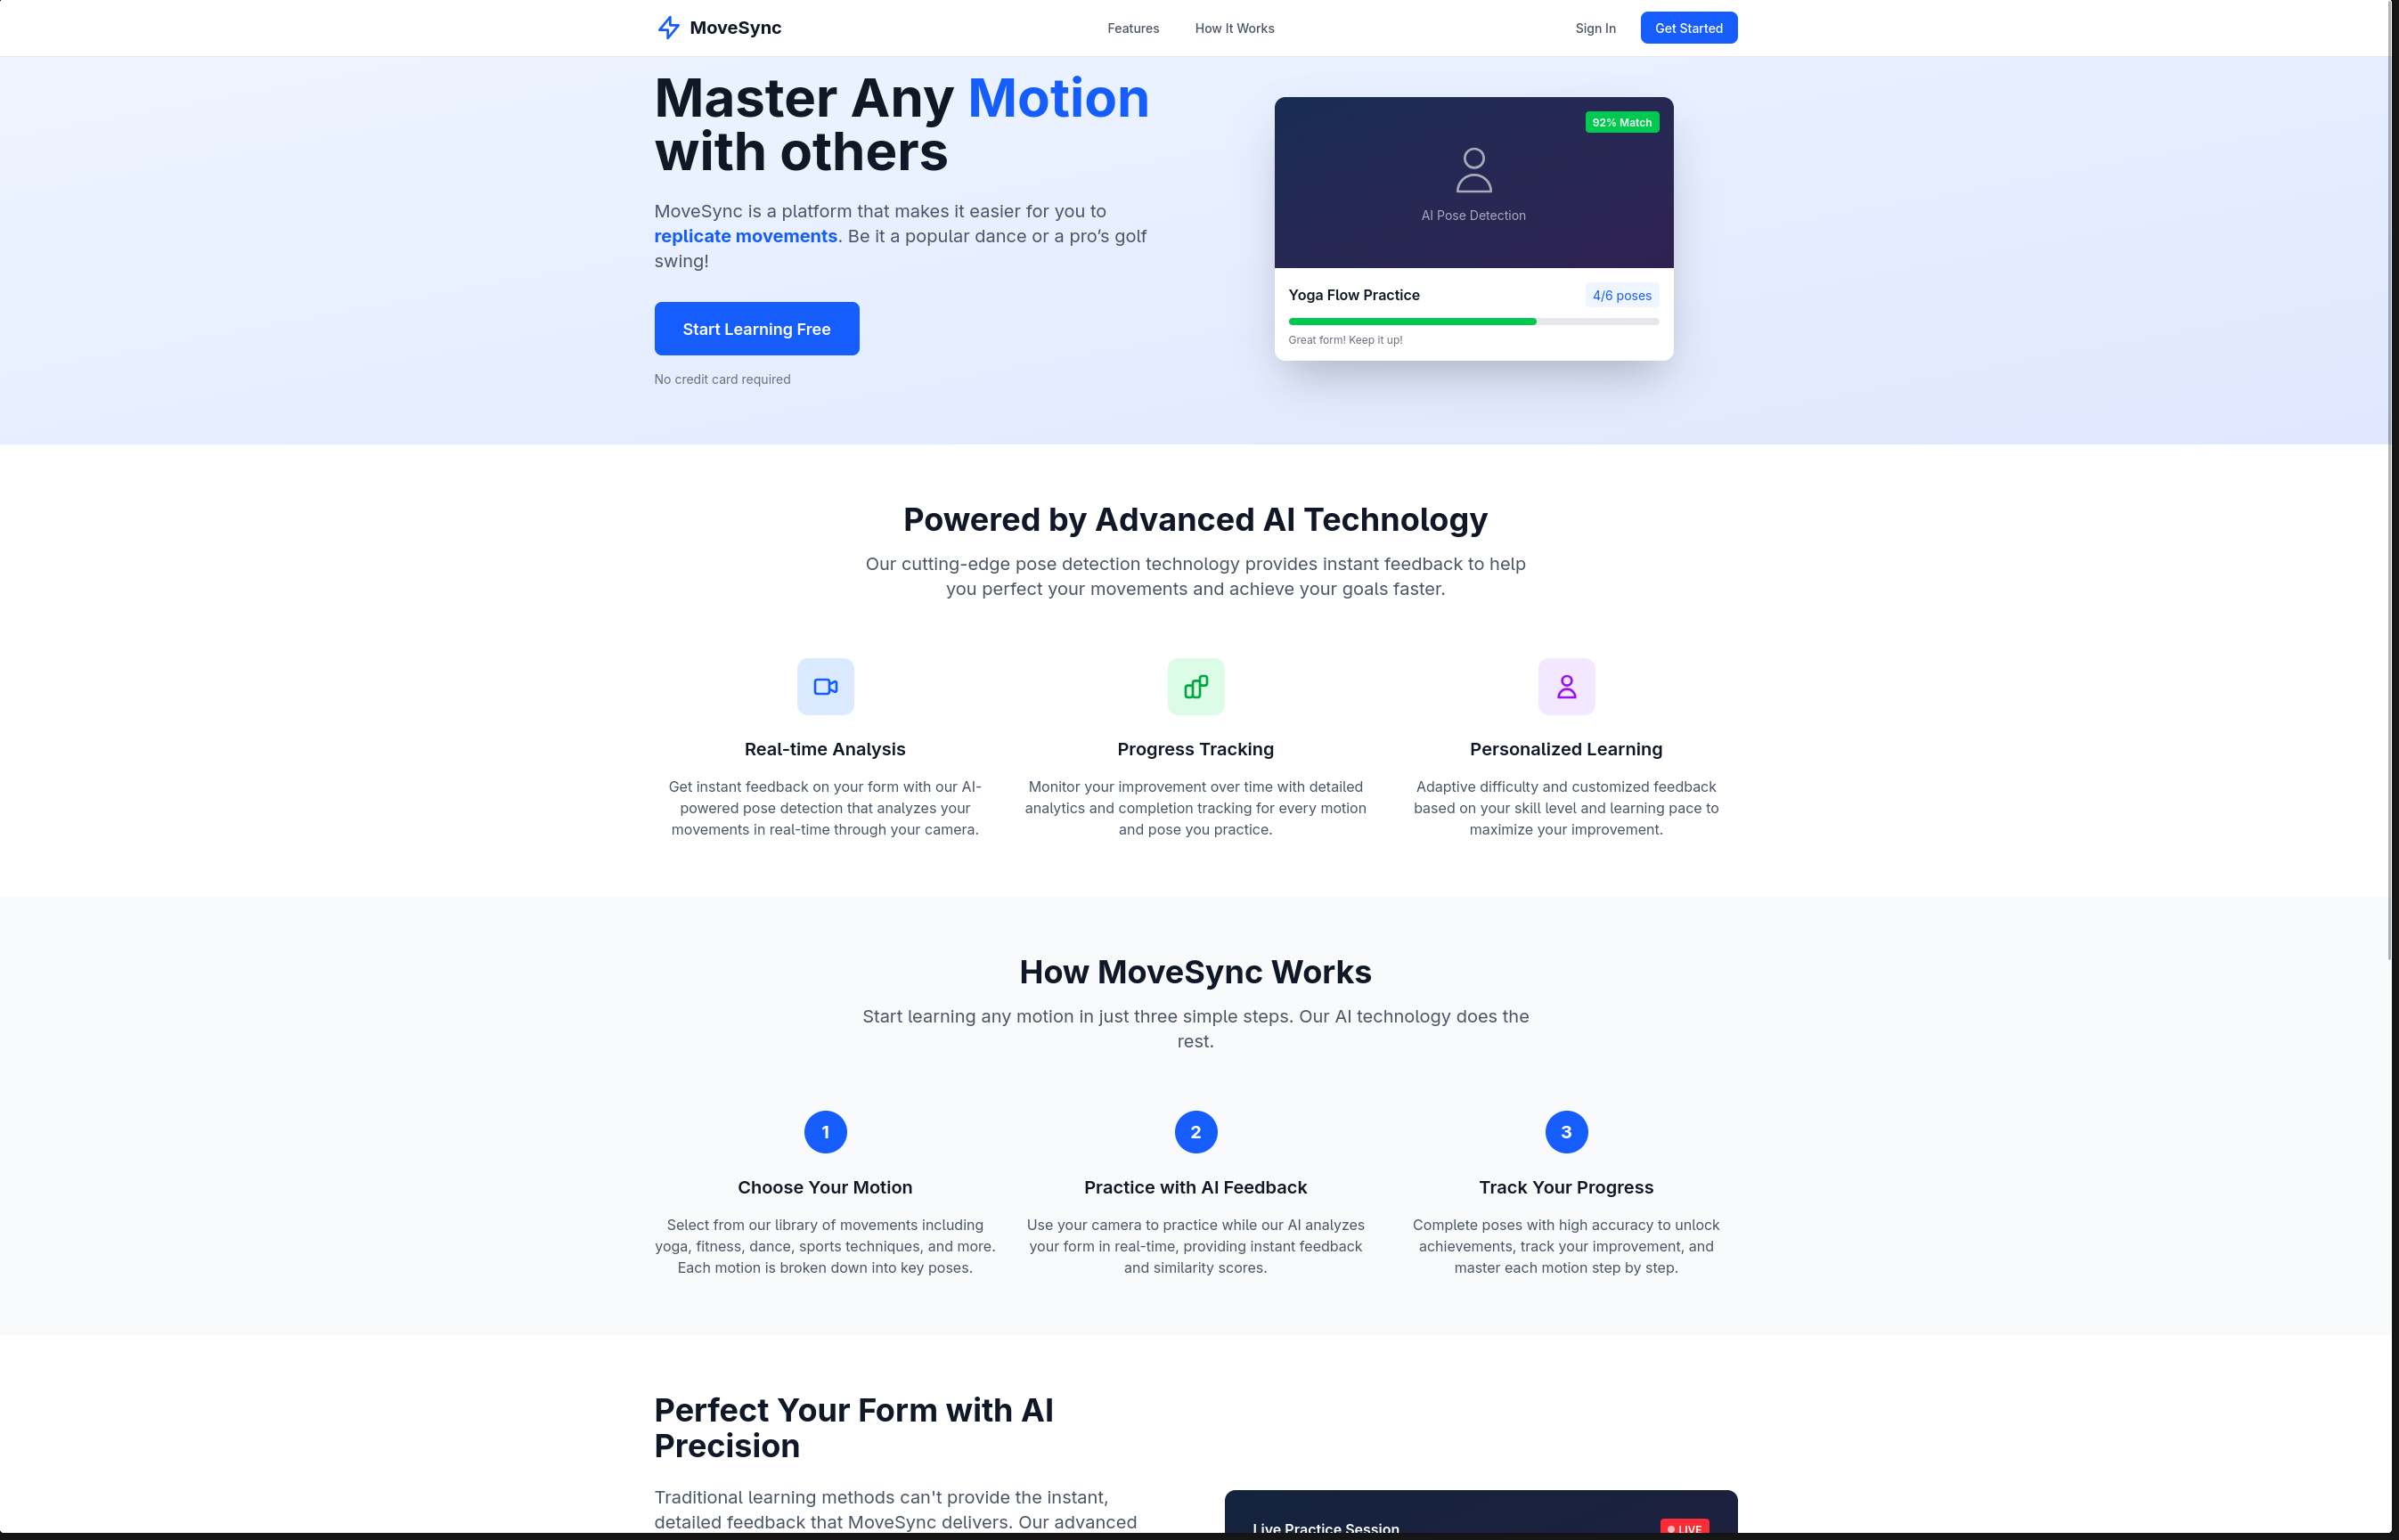 MoveSync
Features
How It Works
Sign In
Get Started
Master Any Motion
with others
MoveSync is a platform that makes it easier for you to
replicate movements. Be it a popular dance or a pro’s golf
swing!
Start Learning Free
No credit card required
92% Match
AI Pose Detection
Yoga Flow Practice
4/6 poses
Great form! Keep it up!
Powered by Advanced AI Technology
Our cutting-edge pose detection technology provides instant feedback to help
you perfect your movements and achieve your goals faster.
Real-time Analysis
Get instant feedback on your form with our AI-
powered pose detection that analyzes your
movements in real-time through your camera.
Progress Tracking
Monitor your improvement over time with detailed
analytics and completion tracking for every motion
and pose you practice.
Personalized Learning
Adaptive difficulty and customized feedback
based on your skill level and learning pace to
maximize your improvement.
How MoveSync Works
Start learning any motion in just three simple steps. Our AI technology does the
rest.
1
Choose Your Motion
Select from our library of movements including
yoga, fitness, dance, sports techniques, and more.
Each motion is broken down into key poses.
2
Practice with AI Feedback
Use your camera to practice while our AI analyzes
your form in real-time, providing instant feedback
and similarity scores.
3
Track Your Progress
Complete poses with high accuracy to unlock
achievements, track your improvement, and
master each motion step by step.
Perfect Your Form with AI
Precision
Traditional learning methods can't provide the instant,
detailed feedback that MoveSync delivers. Our advanced
Live Practice Session
LIVE